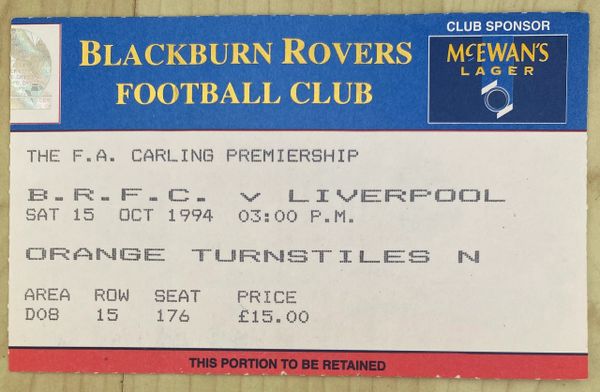 BLACKBURN ROVERS
FOOTBALL CLUB
CLUB SPONSOR
McEWAN'S
LAGER
THE F.A. CARLING PREMIERSHIP
B.R.F.C. v LIVERPOOL
SAT 15 OCT 1994 03:00 P.M.
ORANGE TURNSTILES N
AREA ROW SEAT PRICE
D08 15 176 £15.00
THIS PORTION TO BE RETAINED